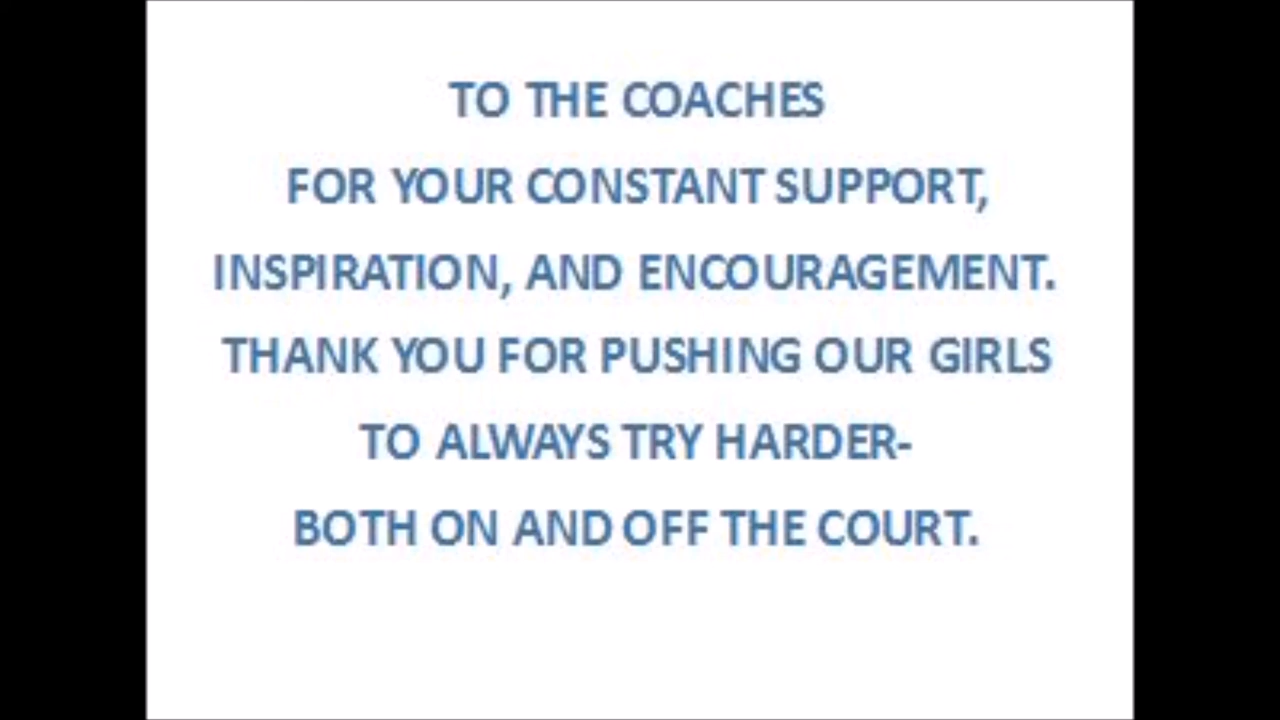 TO THE COACHES
FOR YOUR CONSTANT SUPPORT,
INSPIRATION, AND ENCOURAGEMENT.
THANK YOU FOR PUSHING OUR GIRLS
TO ALWAYS TRY HARDER-
BOTH ON AND OFF THE COURT.